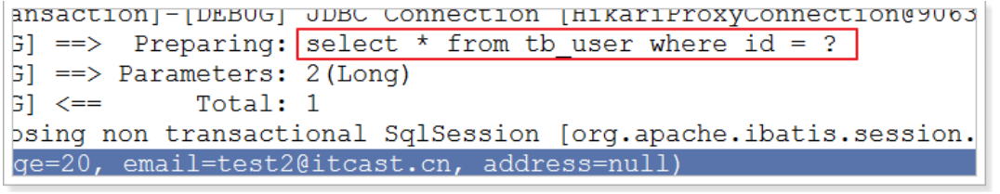 ansaction]-[DEBUG] JDBC Connection [HikariProxyConnection@9063
G] ==>  Preparing: select * from tb_user where id = ?
G] ==> Parameters: 2(Long)
G] <==      Total: 1
osing non transactional SqlSession [org.apache.ibatis.session.
ge=20, email=test2@itcast.cn, address=null)